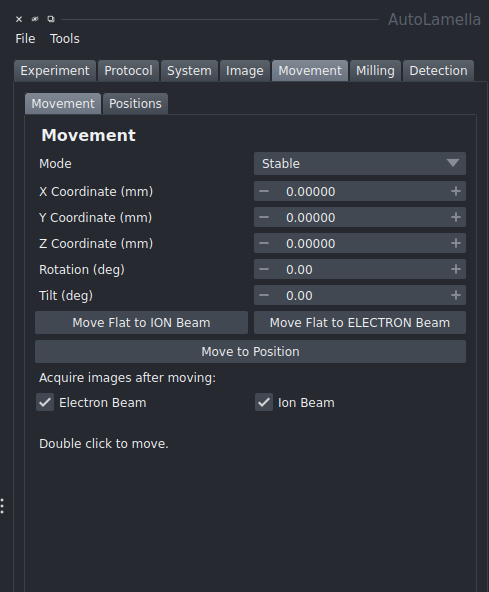 AutoLamella
File Tools
Experiment Protocol System Image Movement Milling Detection
Movement Positions
Movement
Mode Stable
X Coordinate (mm) 0.00000
Y Coordinate (mm) 0.00000
Z Coordinate (mm) 0.00000
Rotation (deg) 0.00
Tilt (deg) 0.00
Move Flat to ION Beam Move Flat to ELECTRON Beam
Move to Position
Acquire images after moving:
Electron Beam Ion Beam
Double click to move.